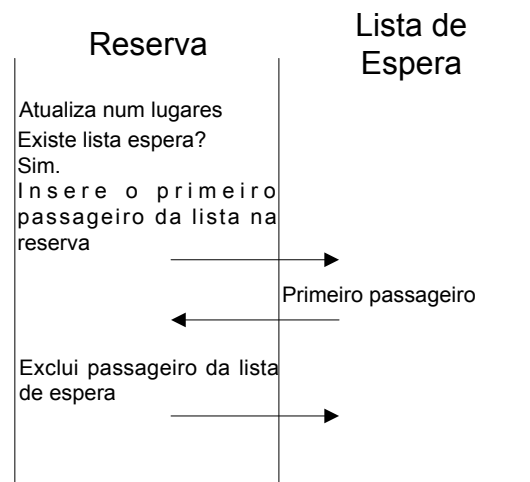 Reserva
Lista de
Espera
Atualiza num lugares
Existe lista espera?
Sim.
Insere o primeiro
passageiro da lista na
reserva
Primeiro passageiro
Exclui passageiro da lista
de espera